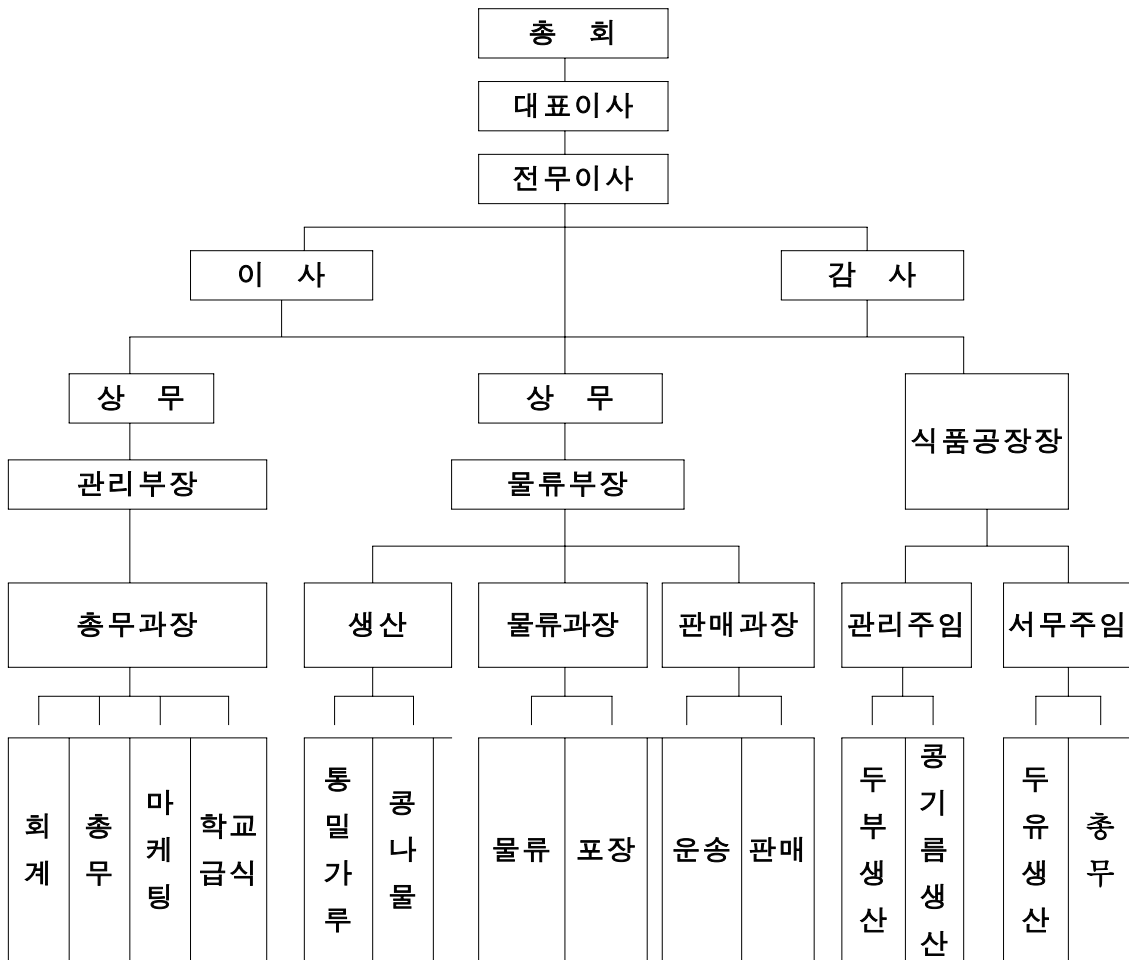 총 회
대표이사
전무이사
이 사
감 사
상 무
상 무
식품공장장
관리부장
물류부장
총무과장
생산
물류과장
판매과장
관리주임
서무주임
회계
총무
마케팅
학교
급식
통밀가루
콩나물
물류
포장
운송
판매
두부생산
콩기름생산
두유생산
총무